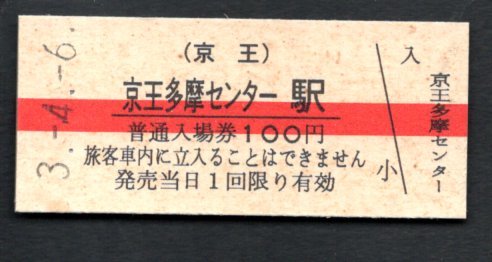 3.-4.-6.
(京王)
京王多摩センター 駅
普通入場券100円
旅客車内に立入ることはできません
発売当日1回限り有効
入
小
京王多摩センター